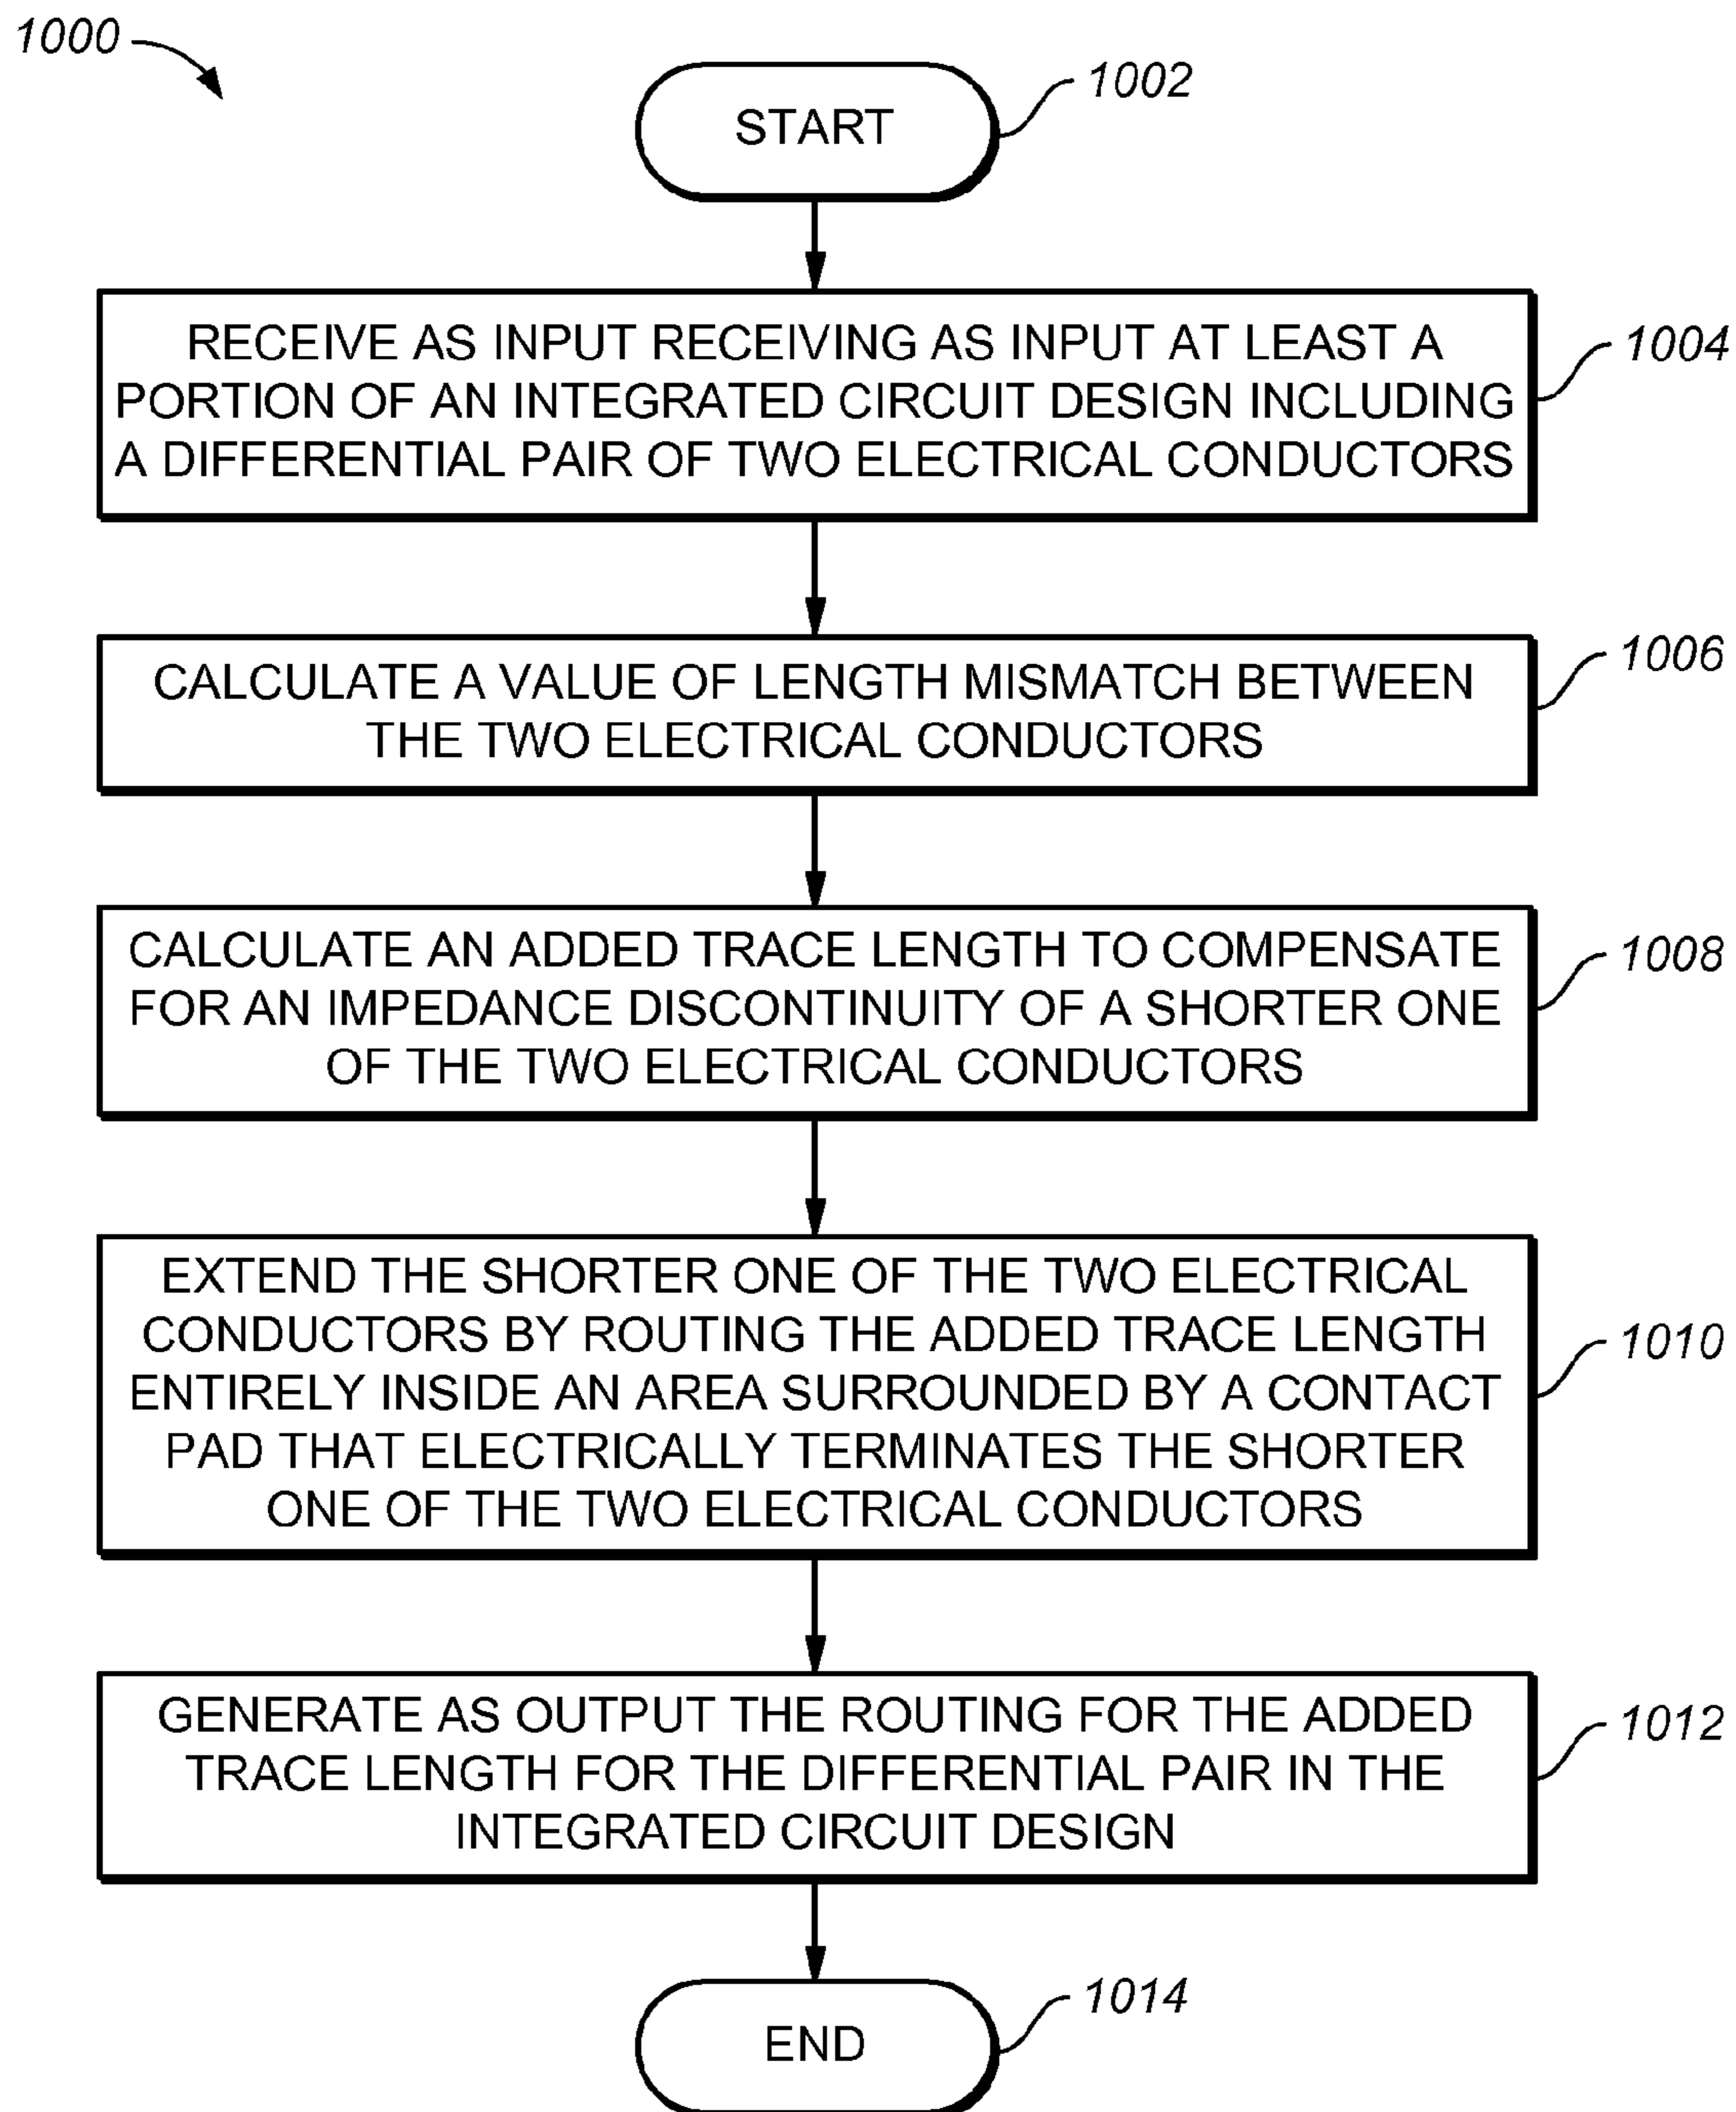 1000
START
1002
RECEIVE AS INPUT RECEIVING AS INPUT AT LEAST A
PORTION OF AN INTEGRATED CIRCUIT DESIGN INCLUDING
A DIFFERENTIAL PAIR OF TWO ELECTRICAL CONDUCTORS
1004
CALCULATE A VALUE OF LENGTH MISMATCH BETWEEN
THE TWO ELECTRICAL CONDUCTORS
1006
CALCULATE AN ADDED TRACE LENGTH TO COMPENSATE
FOR AN IMPEDANCE DISCONTINUITY OF A SHORTER ONE
OF THE TWO ELECTRICAL CONDUCTORS
1008
EXTEND THE SHORTER ONE OF THE TWO ELECTRICAL
CONDUCTORS BY ROUTING THE ADDED TRACE LENGTH
ENTIRELY INSIDE AN AREA SURROUNDED BY A CONTACT
PAD THAT ELECTRICALLY TERMINATES THE SHORTER
ONE OF THE TWO ELECTRICAL CONDUCTORS
1010
GENERATE AS OUTPUT THE ROUTING FOR THE ADDED
TRACE LENGTH FOR THE DIFFERENTIAL PAIR IN THE
INTEGRATED CIRCUIT DESIGN
1012
END
1014